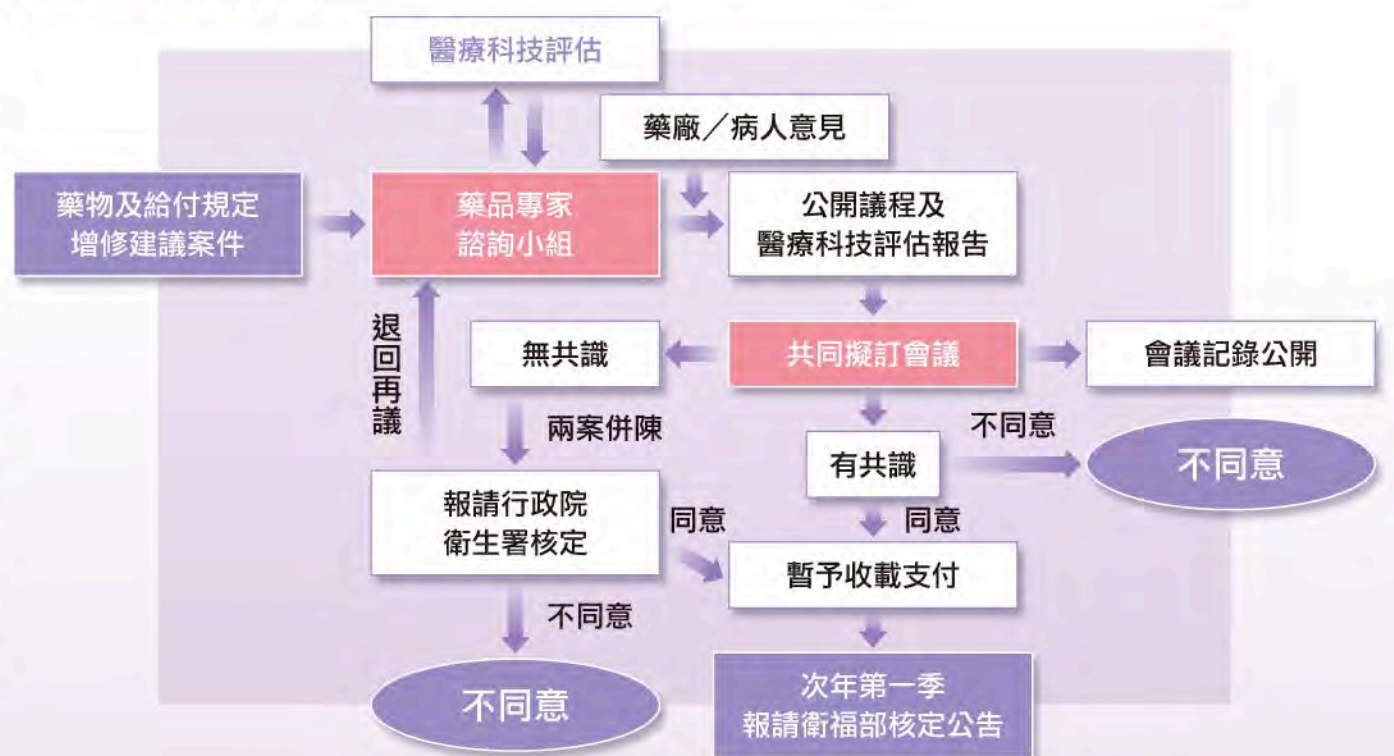 醫療科技評估
藥廠／病人意見
藥物及給付規定
增修建議案件
藥品專家
諮詢小組
公開議程及
醫療科技評估報告
退回再議
無共識
共同擬訂會議
會議記錄公開
兩案併陳
有共識
不同意
不同意
報請行政院
衛生署核定
同意
同意
暫予收載支付
不同意
不同意
次年第一季
報請衛福部核定公告